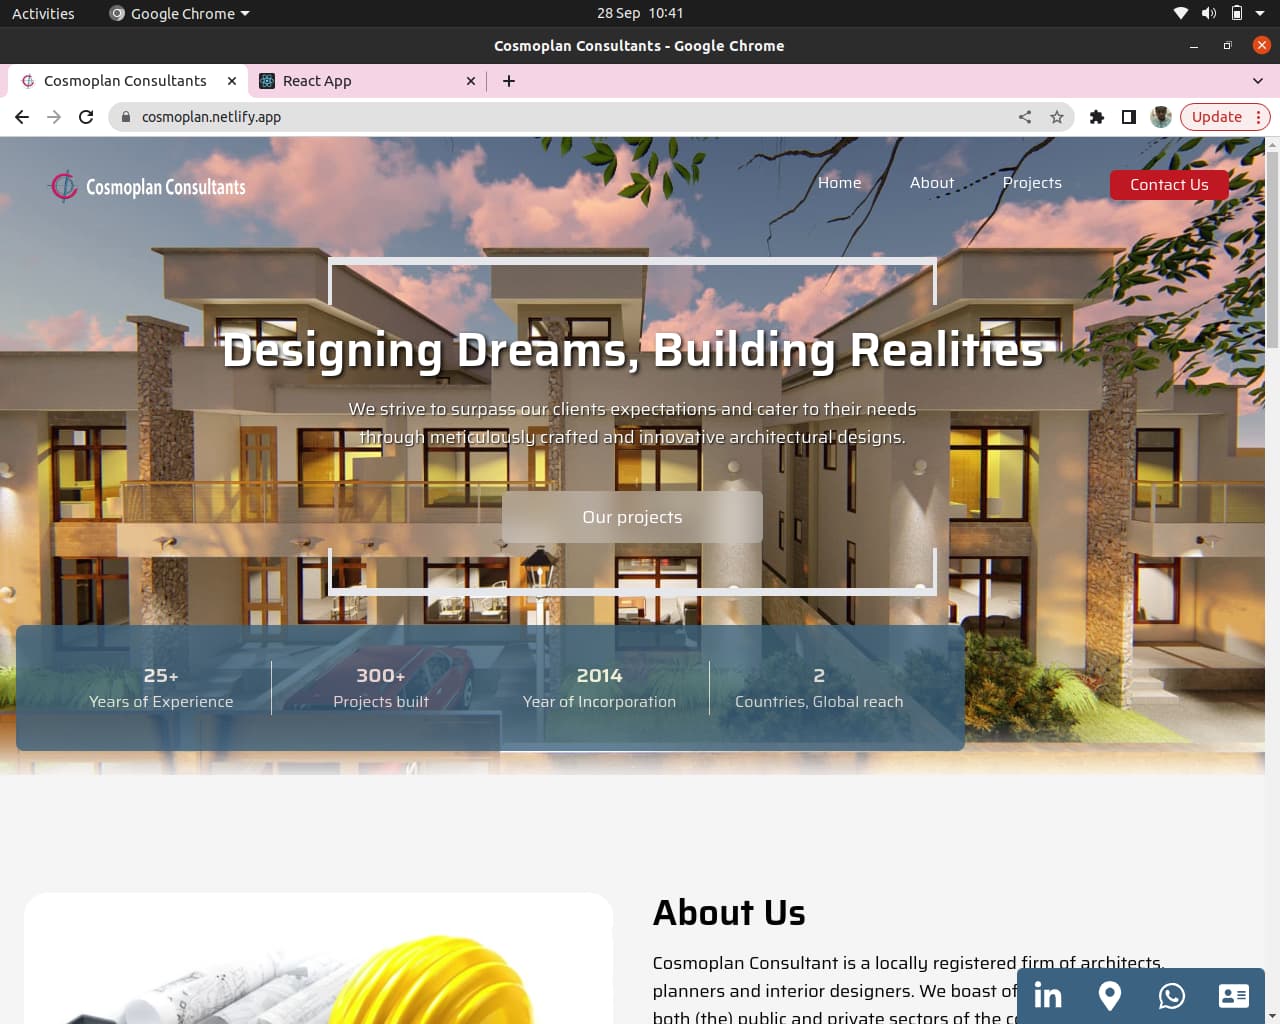 Activities
Google Chrome
28 Sep 10:41
Cosmoplan Consultants - Google Chrome
Cosmoplan Consultants
React App
cosmoplan.netlify.app
Update
Cosmoplan Consultants
Home
About
Projects
Contact Us
Designing Dreams, Building Realities
We strive to surpass our clients expectations and cater to their needs
through meticulously crafted and innovative architectural designs.
Our projects
25+
Years of Experience
300+
Projects built
2014
Year of Incorporation
2
Countries, Global reach
About Us
Cosmoplan Consultant is a locally registered firm of architects,
planners and interior designers. We boast of
both (the) public and private sectors of the
in